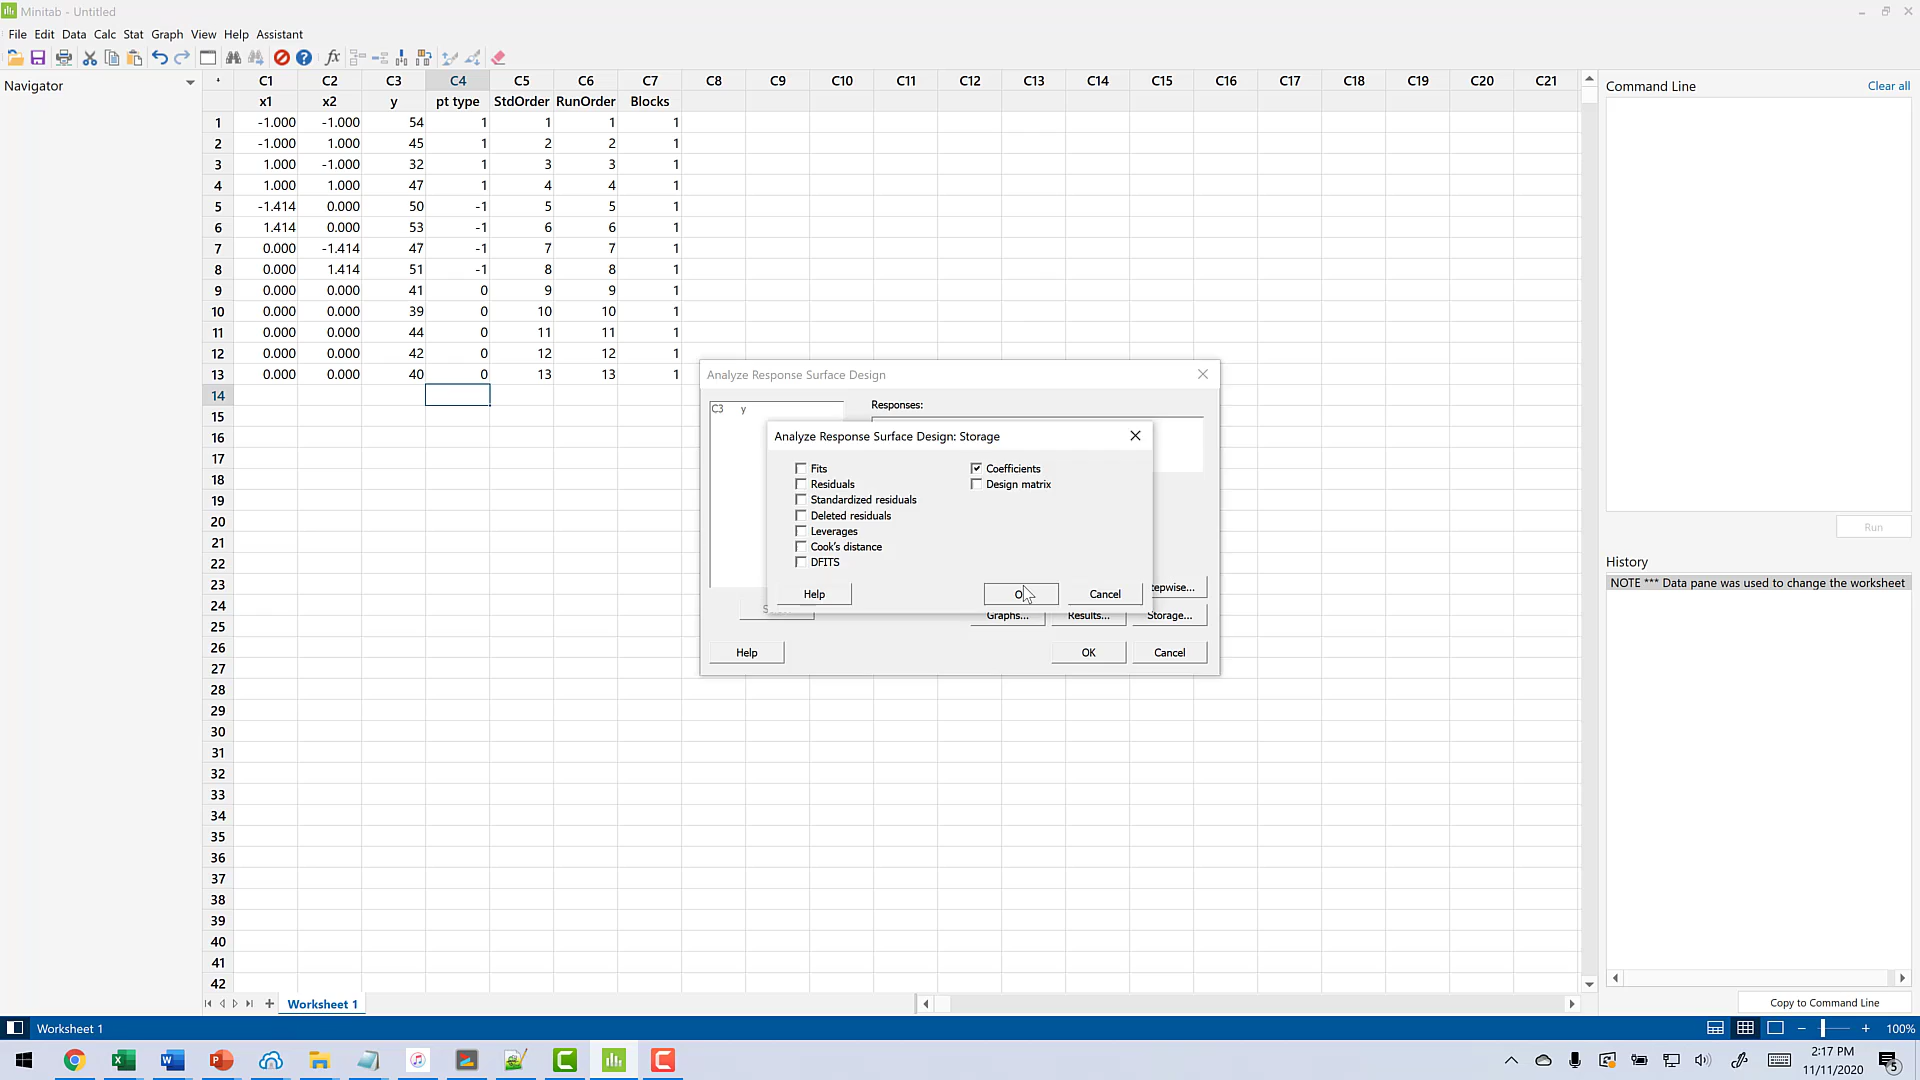 Minitab - Untitled
File Edit Data Calc Stat Graph View Help Assistant
Navigator
C1 C2 C3 C4 C5 C6 C7 C8 C9 C10 C11 C12 C13 C14 C15 C16 C17 C18 C19 C20 C21
x1 x2 y pt type StdOrder RunOrder Blocks
1 -1.000 -1.000 54 1 1 1 1
2 -1.000 1.000 45 1 2 2 1
3 1.000 -1.000 32 1 3 3 1
4 1.000 1.000 47 1 4 4 1
5 -1.414 0.000 50 -1 5 5 1
6 1.414 0.000 53 -1 6 6 1
7 0.000 -1.414 47 -1 7 7 1
8 0.000 1.414 51 -1 8 8 1
9 0.000 0.000 41 0 9 9 1
10 0.000 0.000 39 0 10 10 1
11 0.000 0.000 44 0 11 11 1
12 0.000 0.000 42 0 12 12 1
13 0.000 0.000 40 0 13 13 1
14
15
16
17
18
19
20
21
22
23
24
25
26
27
28
29
30
31
32
33
34
35
36
37
38
39
40
41
42
Analyze Response Surface Design
C3 y
Responses:
Analyze Response Surface Design: Storage
Fits
Residuals
Standardized residuals
Deleted residuals
Leverages
Cook's distance
DFITS
Coefficients
Design matrix
Help Cancel
tepwise...
Graphs... Results... Storage...
Help OK Cancel
Command Line Clear all
Run
History
NOTE *** Data pane was used to change the worksheet
Copy to Command Line
Worksheet 1
Worksheet 1
100%
2:17 PM
11/11/2020
5